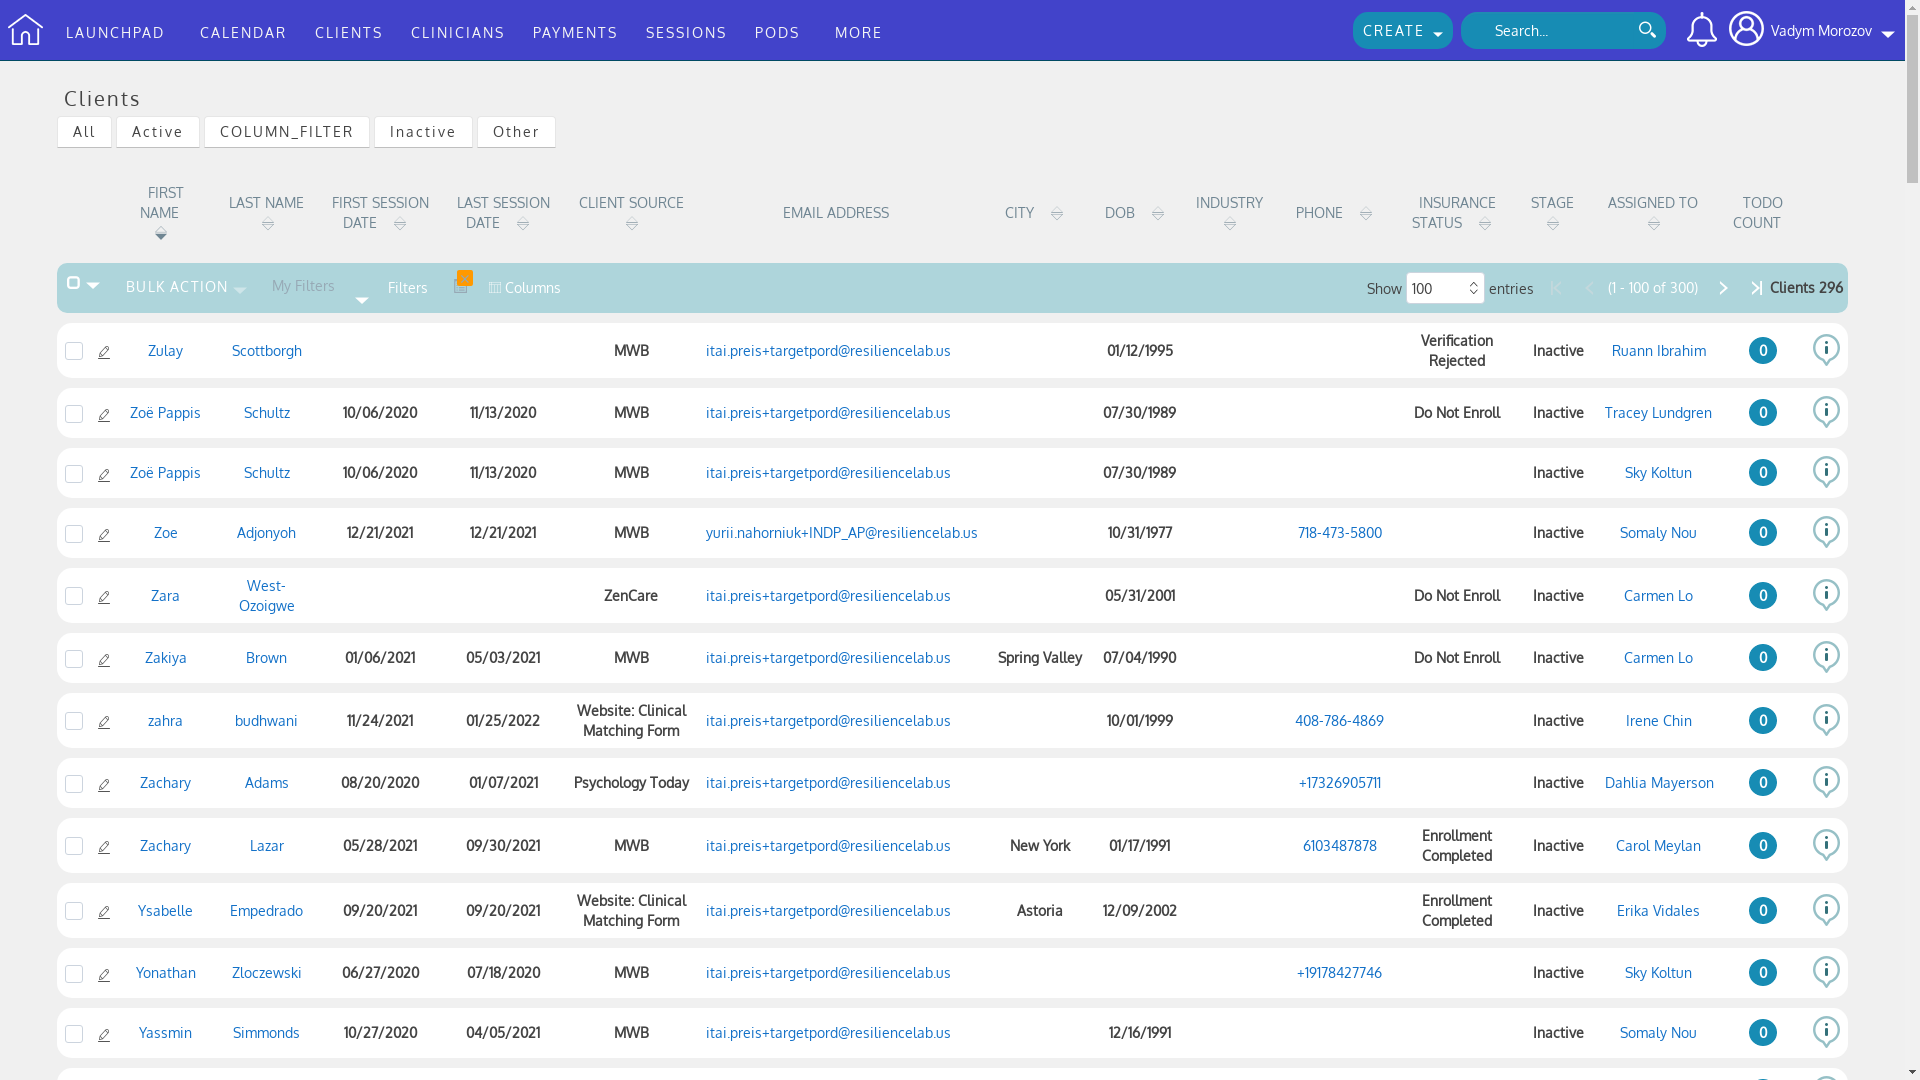 LAUNCHPAD CALENDAR CLIENTS CLINICIANS PAYMENTS SESSIONS PODS MORE CREATE Search... Vadym Morozov
Clients
All Active COLUMN_FILTER Inactive Other
FIRST NAME LAST NAME FIRST SESSION DATE LAST SESSION DATE CLIENT SOURCE EMAIL ADDRESS CITY DOB INDUSTRY PHONE INSURANCE STATUS STAGE ASSIGNED TO TODO COUNT
BULK ACTION My Filters Filters Columns Show 100 entries (1 - 100 of 300) Clients 296
Zulay Scottborgh MWB itai.preis+targetpord@resiliencelab.us 01/12/1995 Verification Rejected Inactive Ruann Ibrahim 0
Zoë Pappis Schultz 10/06/2020 11/13/2020 MWB itai.preis+targetpord@resiliencelab.us 07/30/1989 Do Not Enroll Inactive Tracey Lundgren 0
Zoë Pappis Schultz 10/06/2020 11/13/2020 MWB itai.preis+targetpord@resiliencelab.us 07/30/1989 Inactive Sky Koltun 0
Zoe Adjonyoh 12/21/2021 12/21/2021 MWB yurii.nahorniuk+INDP_AP@resiliencelab.us 10/31/1977 718-473-5800 Inactive Somaly Nou 0
Zara West-Ozoigwe ZenCare itai.preis+targetpord@resiliencelab.us 05/31/2001 Do Not Enroll Inactive Carmen Lo 0
Zakiya Brown 01/06/2021 05/03/2021 MWB itai.preis+targetpord@resiliencelab.us Spring Valley 07/04/1990 Do Not Enroll Inactive Carmen Lo 0
zahra budhwani 11/24/2021 01/25/2022 Website: Clinical Matching Form itai.preis+targetpord@resiliencelab.us 10/01/1999 408-786-4869 Inactive Irene Chin 0
Zachary Adams 08/20/2020 01/07/2021 Psychology Today itai.preis+targetpord@resiliencelab.us +17326905711 Inactive Dahlia Mayerson 0
Zachary Lazar 05/28/2021 09/30/2021 MWB itai.preis+targetpord@resiliencelab.us New York 01/17/1991 6103487878 Enrollment Completed Inactive Carol Meylan 0
Ysabelle Empedrado 09/20/2021 09/20/2021 Website: Clinical Matching Form itai.preis+targetpord@resiliencelab.us Astoria 12/09/2002 Enrollment Completed Inactive Erika Vidales 0
Yonathan Zloczewski 06/27/2020 07/18/2020 MWB itai.preis+targetpord@resiliencelab.us +19178427746 Inactive Sky Koltun 0
Yassmin Simmonds 10/27/2020 04/05/2021 MWB itai.preis+targetpord@resiliencelab.us 12/16/1991 Inactive Somaly Nou 0